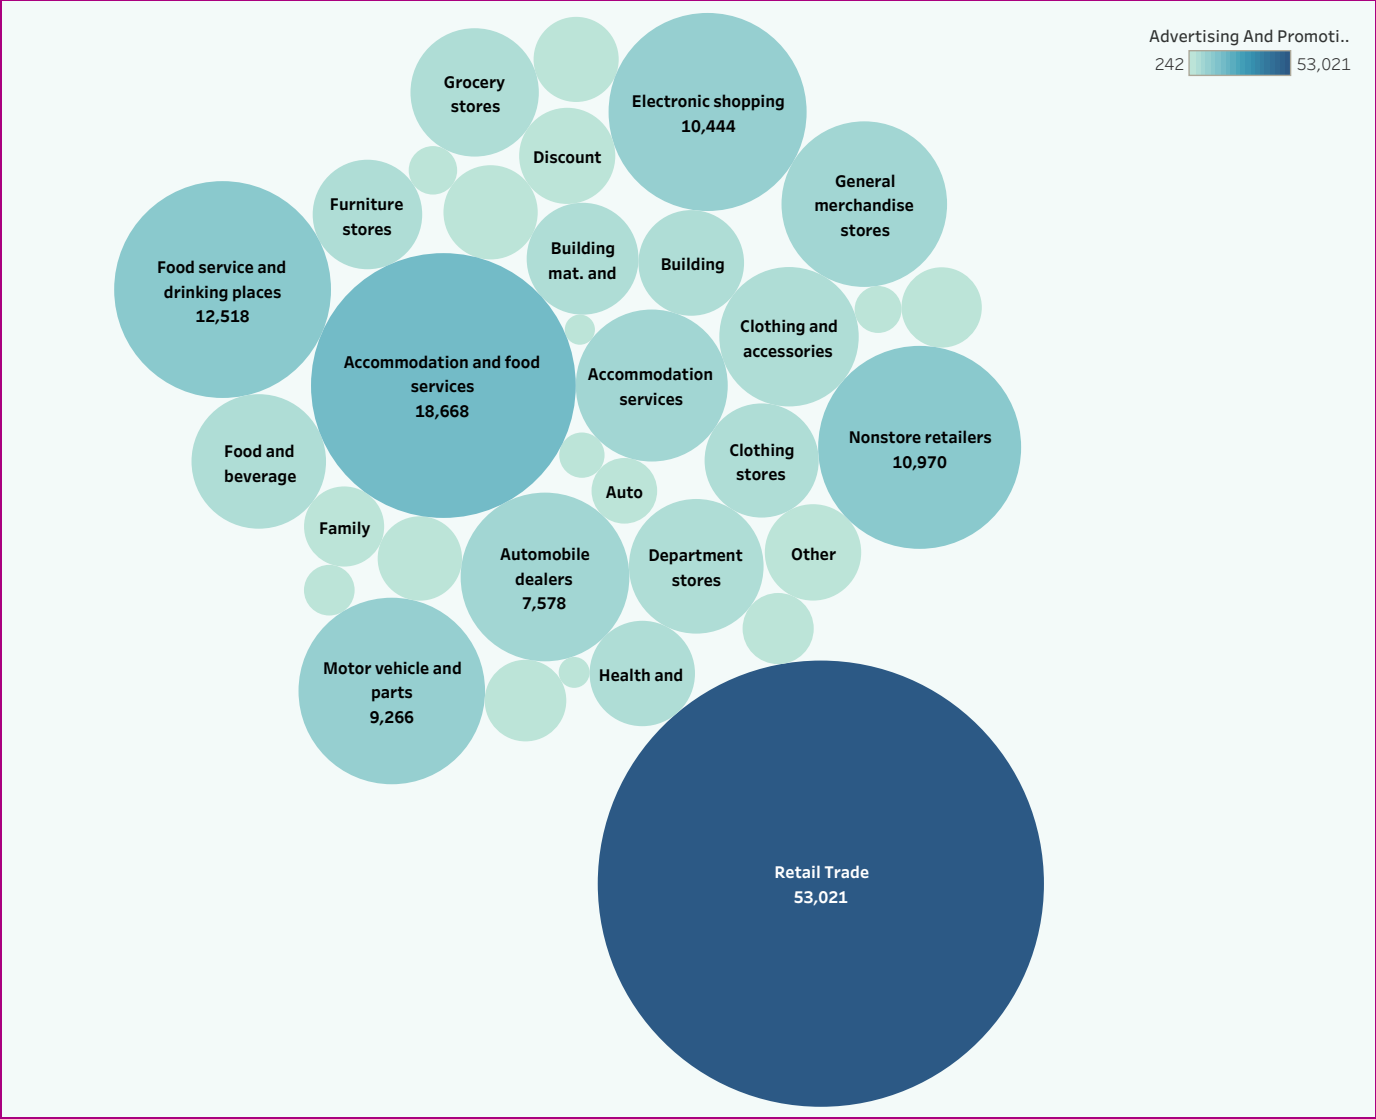 Advertising And Promoti..
242 53,021
Grocery
stores
Electronic shopping
10,444
Discount
General
merchandise
stores
Furniture
stores
Building
mat. and
Building
Food service and
drinking places
12,518
Clothing and
accessories
Accommodation and food
services
18,668
Accommodation
services
Nonstore retailers
10,970
Food and
beverage
Clothing
stores
Auto
Family
Automobile
dealers
7,578
Department
stores
Other
Motor vehicle and
parts
9,266
Health and
Retail Trade
53,021